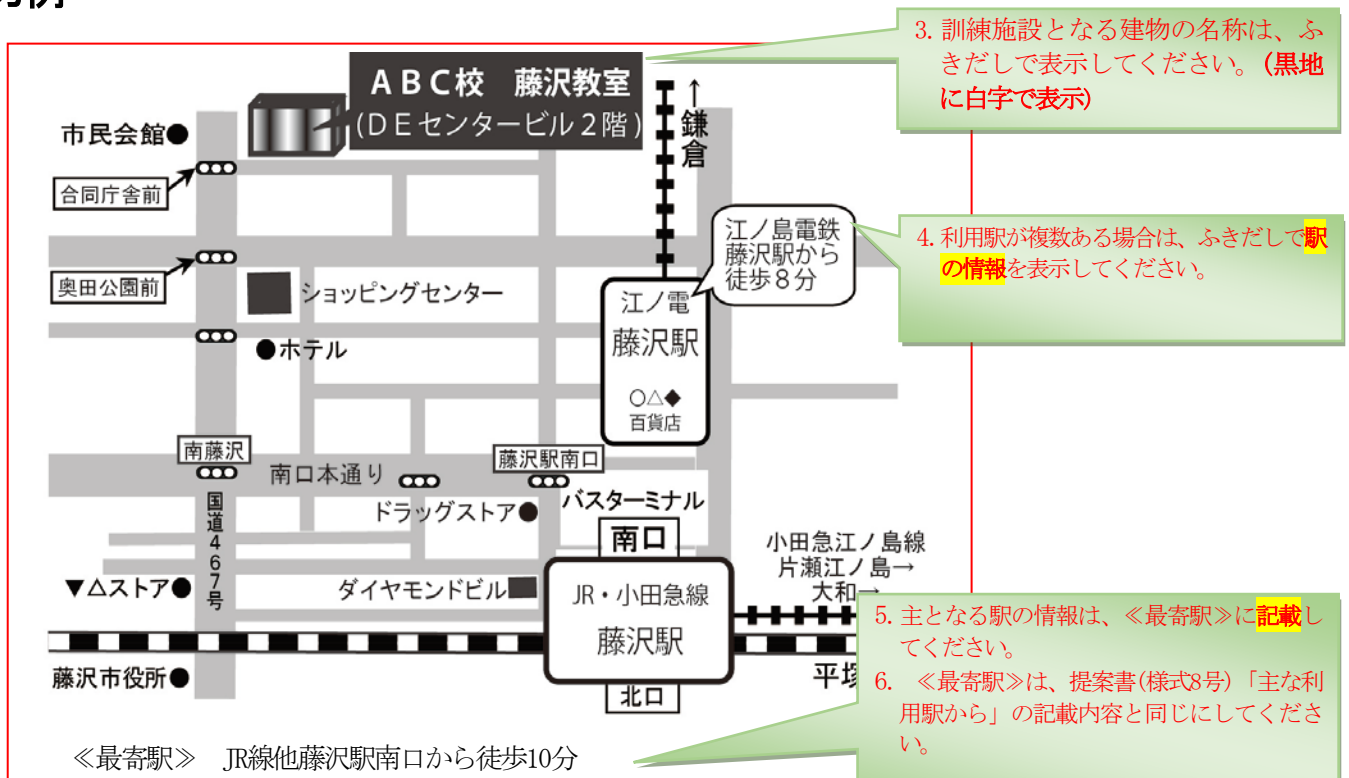 ABC校　藤沢教室
(DEセンタービル２階)
3. 訓練施設となる建物の名称は、ふ
きだしで表示してください。(黒地
に白字で表示)
市民会館●
←鎌倉
合同庁舎前
江ノ島電鉄
藤沢駅から
徒歩８分
4. 利用駅が複数ある場合は、ふきだしで駅
の情報を表示してください。
奥田公園前
ショッピングセンター
江ノ電
藤沢駅
●ホテル
○△◆
百貨店
南藤沢
藤沢駅南口
南口本通り
国道467号
ドラッグストア●
バスターミナル
南口
小田急江ノ島線
片瀬江ノ島→
大和→
▼△ストア●
ダイヤモンドビル
JR・小田急線
藤沢駅
5. 主となる駅の情報は、≪最寄駅≫に記載し
てください。
6. ≪最寄駅≫は、提案書(様式8号)「主な利
用駅から」の記載内容と同じにしてくださ
い。
藤沢市役所●
平塚
北口
≪最寄駅≫　JR線他藤沢駅南口から徒歩10分